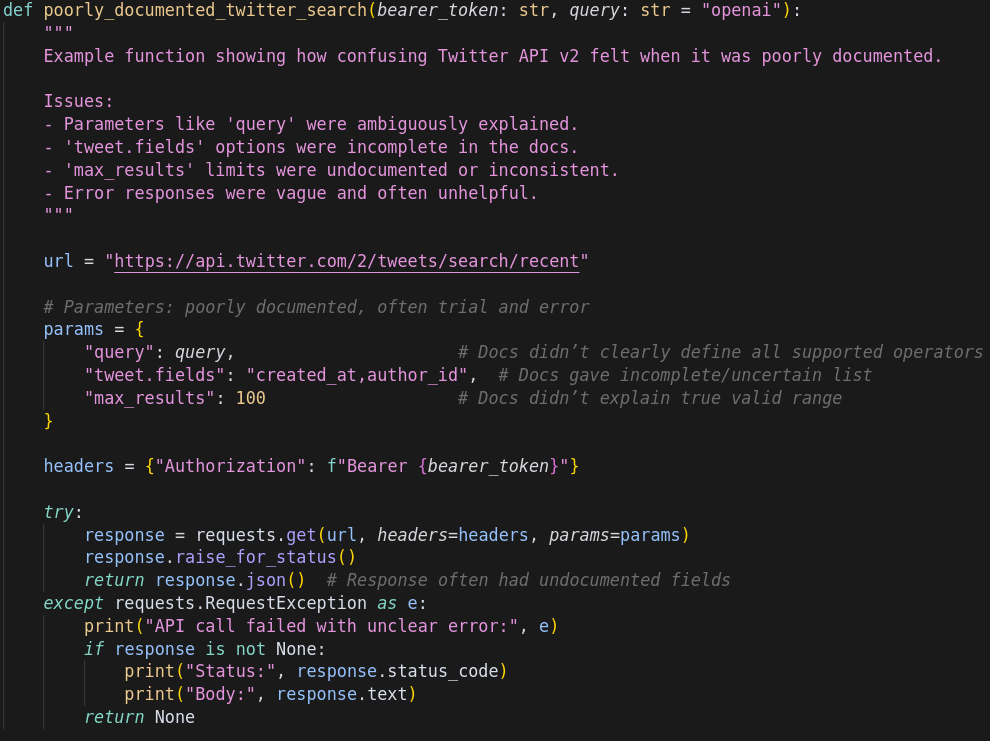 def poorly_documented_twitter_search(bearer_token: str, query: str = "openai"):
    """
    Example function showing how confusing Twitter API v2 felt when it was poorly documented.

    Issues:
    - Parameters like 'query' were ambiguously explained.
    - 'tweet.fields' options were incomplete in the docs.
    - 'max_results' limits were undocumented or inconsistent.
    - Error responses were vague and often unhelpful.
    """

    url = "https://api.twitter.com/2/tweets/search/recent"

    # Parameters: poorly documented, often trial and error
    params = {
        "query": query,                      # Docs didn’t clearly define all supported operators
        "tweet.fields": "created_at,author_id",  # Docs gave incomplete/uncertain list
        "max_results": 100                   # Docs didn’t explain true valid range
    }

    headers = {"Authorization": f"Bearer {bearer_token}"}

    try:
        response = requests.get(url, headers=headers, params=params)
        response.raise_for_status()
        return response.json()  # Response often had undocumented fields
    except requests.RequestException as e:
        print("API call failed with unclear error:", e)
        if response is not None:
            print("Status:", response.status_code)
            print("Body:", response.text)
        return None